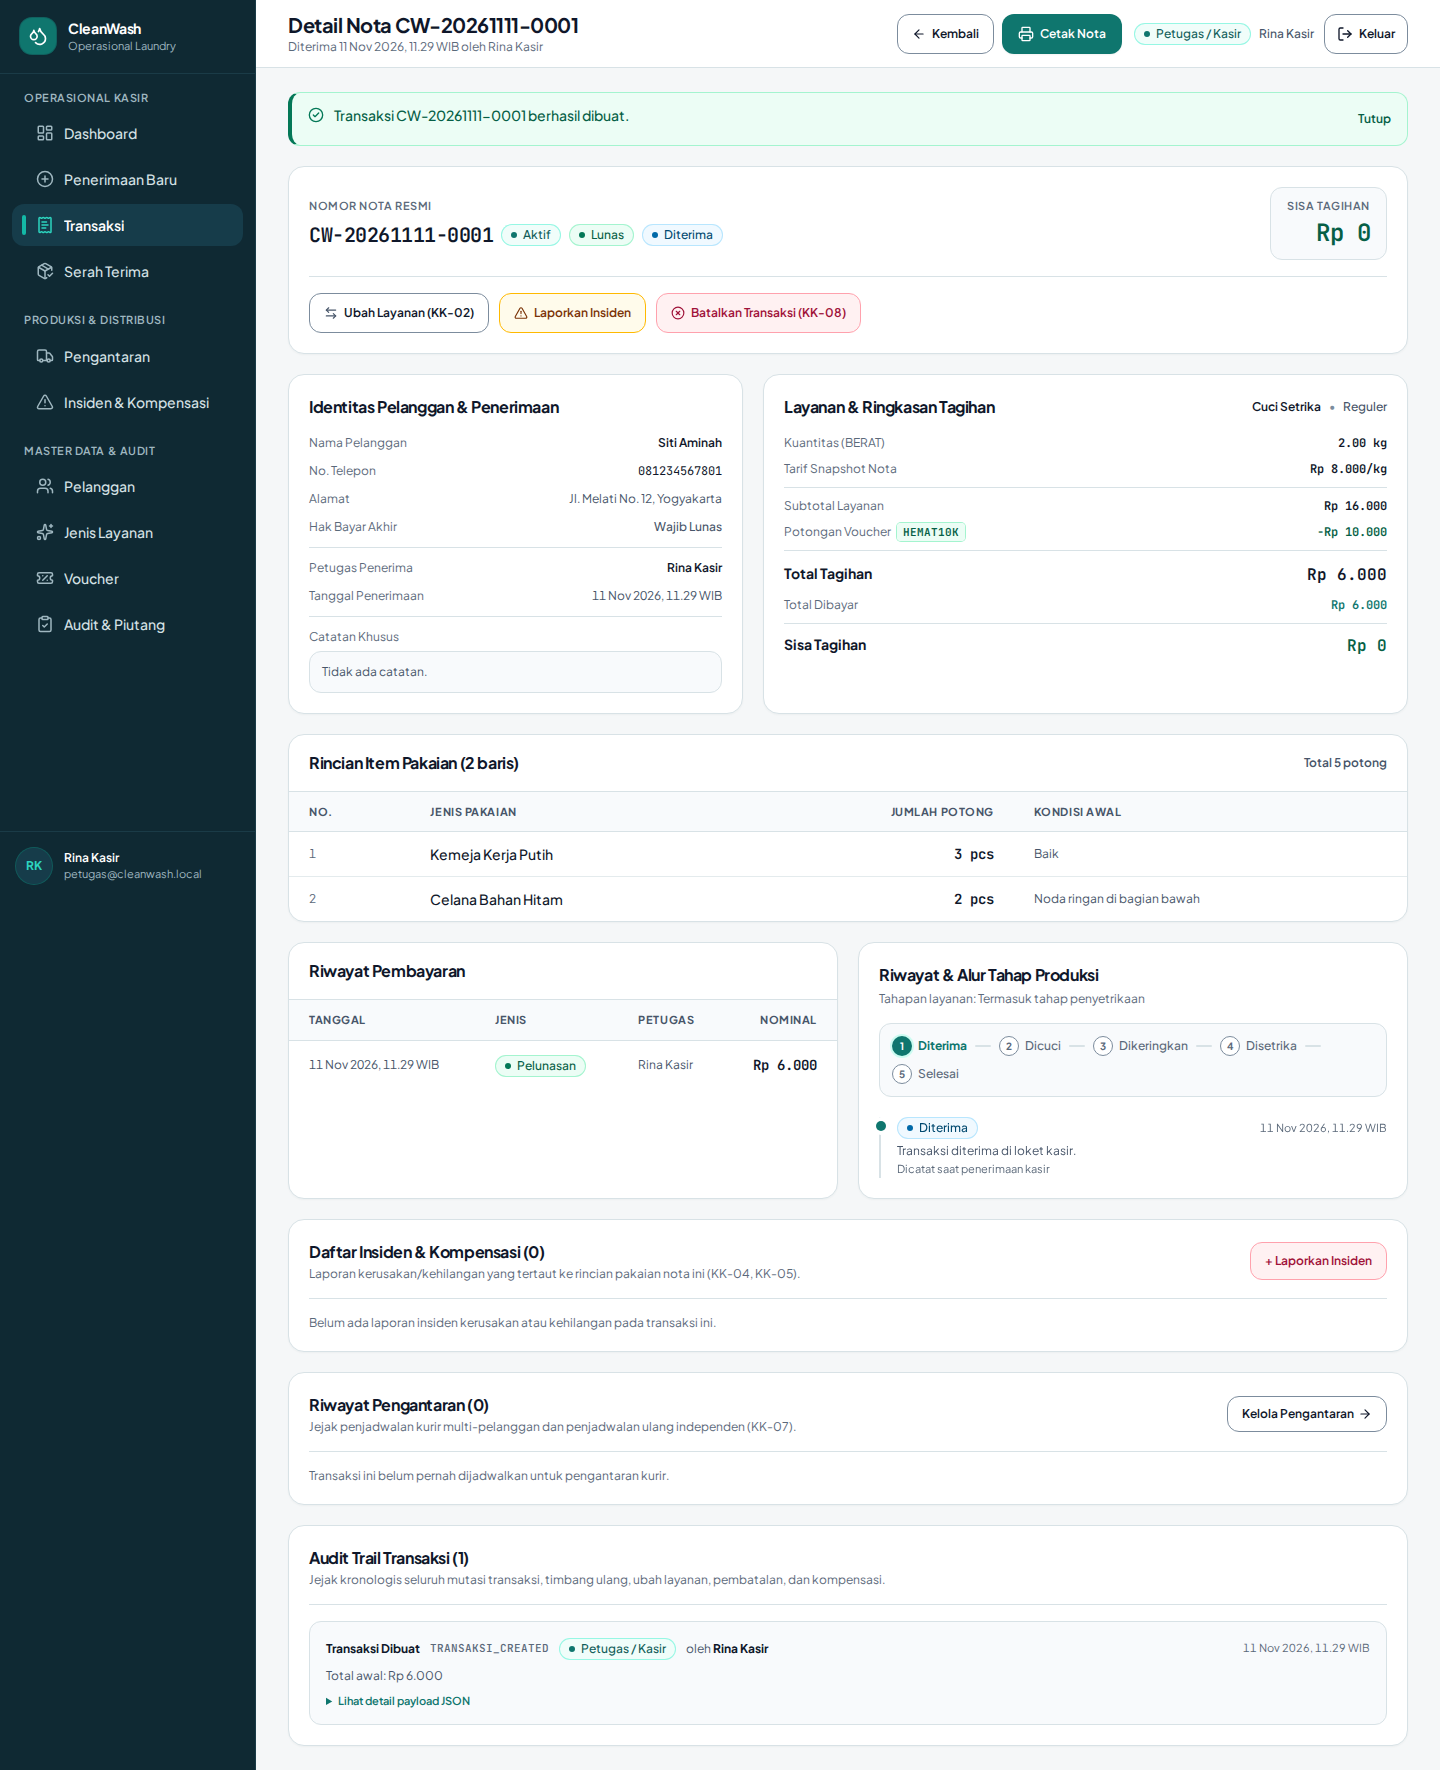 CleanWash
Operasional Laundry
OPERASIONAL KASIR
Dashboard
Penerimaan Baru
Transaksi
Serah Terima
PRODUKSI & DISTRIBUSI
Pengantaran
Insiden & Kompensasi
MASTER DATA & AUDIT
Pelanggan
Jenis Layanan
Voucher
Audit & Piutang
RK
Rina Kasir
petugas@cleanwash.local
Detail Nota CW-20261111-0001
Diterima 11 Nov 2026, 11.29 WIB oleh Rina Kasir
Kembali
Cetak Nota
Petugas / Kasir
Rina Kasir
Keluar
Transaksi CW-20261111-0001 berhasil dibuat.
Tutup
NOMOR NOTA RESMI
CW-20261111-0001 Aktif Lunas Diterima
SISA TAGIHAN
Rp 0
Ubah Layanan (KK-02)
Laporkan Insiden
Batalkan Transaksi (KK-08)
Identitas Pelanggan & Penerimaan
Nama Pelanggan Siti Aminah
No. Telepon 081234567801
Alamat Jl. Melati No. 12, Yogyakarta
Hak Bayar Akhir Wajib Lunas
Petugas Penerima Rina Kasir
Tanggal Penerimaan 11 Nov 2026, 11.29 WIB
Catatan Khusus
Tidak ada catatan.
Layanan & Ringkasan Tagihan Cuci Setrika • Reguler
Kuantitas (BERAT) 2.00 kg
Tarif Snapshot Nota Rp 8.000/kg
Subtotal Layanan Rp 16.000
Potongan Voucher HEMAT10K -Rp 10.000
Total Tagihan Rp 6.000
Total Dibayar Rp 6.000
Sisa Tagihan Rp 0
Rincian Item Pakaian (2 baris) Total 5 potong
NO. JENIS PAKAIAN JUMLAH POTONG KONDISI AWAL
1 Kemeja Kerja Putih 3 pcs Baik
2 Celana Bahan Hitam 2 pcs Noda ringan di bagian bawah
Riwayat Pembayaran
TANGGAL JENIS PETUGAS NOMINAL
11 Nov 2026, 11.29 WIB Pelunasan Rina Kasir Rp 6.000
Riwayat & Alur Tahap Produksi
Tahapan layanan: Termasuk tahap penyetrikaan
1 Diterima 2 Dicuci 3 Dikeringkan 4 Disetrika
5 Selesai
Diterima 11 Nov 2026, 11.29 WIB
Transaksi diterima di loket kasir.
Dicatat saat penerimaan kasir
Daftar Insiden & Kompensasi (0)
Laporan kerusakan/kehilangan yang tertaut ke rincian pakaian nota ini (KK-04, KK-05).
+ Laporkan Insiden
Belum ada laporan insiden kerusakan atau kehilangan pada transaksi ini.
Riwayat Pengantaran (0)
Jejak penjadwalan kurir multi-pelanggan dan penjadwalan ulang independen (KK-07).
Kelola Pengantaran →
Transaksi ini belum pernah dijadwalkan untuk pengantaran kurir.
Audit Trail Transaksi (1)
Jejak kronologis seluruh mutasi transaksi, timbang ulang, ubah layanan, pembatalan, dan kompensasi.
Transaksi Dibuat TRANSAKSI_CREATED Petugas / Kasir oleh Rina Kasir 11 Nov 2026, 11.29 WIB
Total awal: Rp 6.000
Lihat detail payload JSON